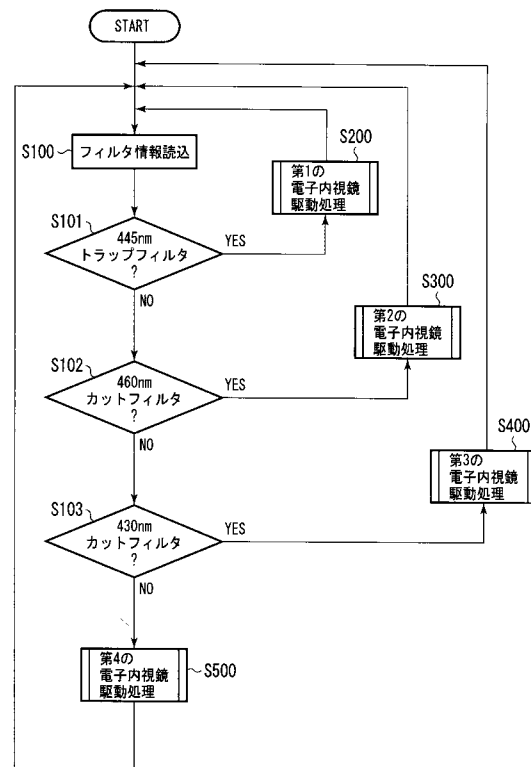 START
S100
フィルタ情報読込
S200
第1の
電子内視鏡
駆動処理
S101
445nm
トラップフィルタ
?
YES
NO
S300
第2の
電子内視鏡
駆動処理
S102
460nm
カットフィルタ
?
YES
NO
S400
第3の
電子内視鏡
駆動処理
S103
430nm
カットフィルタ
?
YES
NO
第4の
電子内視鏡
駆動処理
S500